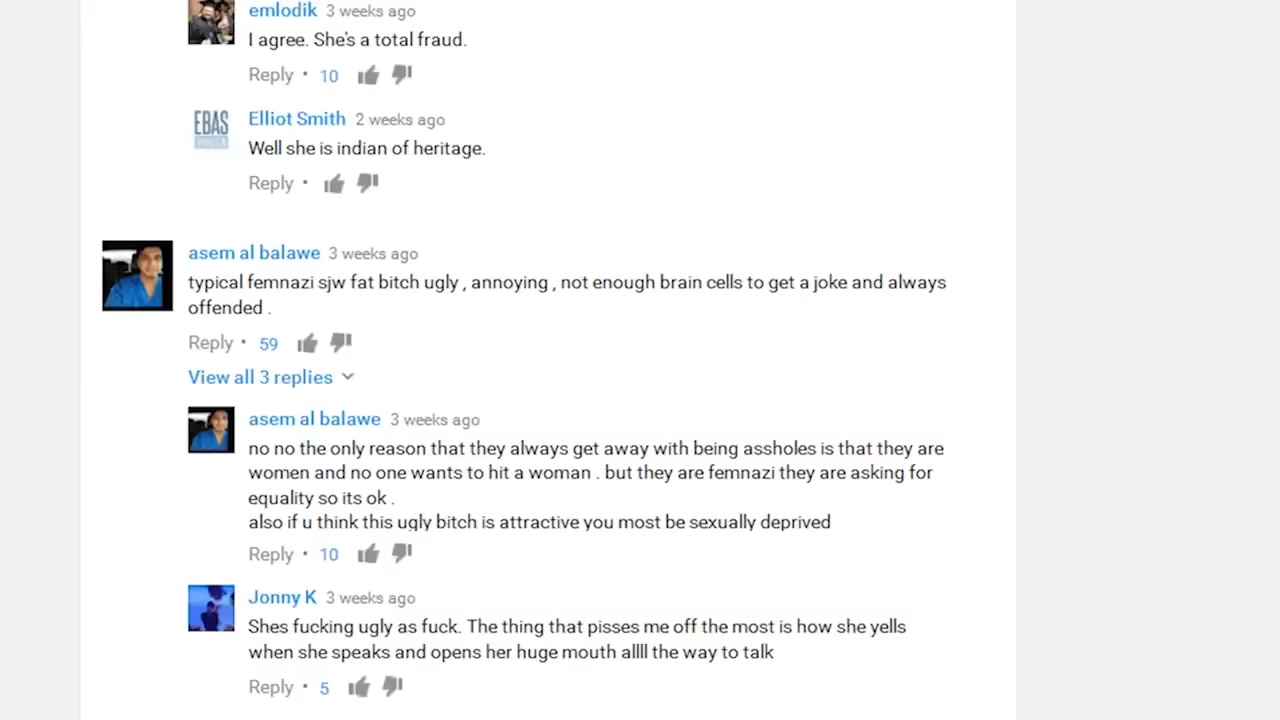 emlodik 3 weeks ago
I agree. She's a total fraud.
Reply • 10
EBAS
Elliot Smith 2 weeks ago
Well she is indian of heritage.
Reply •
asem al balawe 3 weeks ago
typical femnazi sjw fat bitch ugly , annoying , not enough brain cells to get a joke and always
offended .
Reply • 59
View all 3 replies
asem al balawe 3 weeks ago
no no the only reason that they always get away with being assholes is that they are
women and no one wants to hit a woman . but they are femnazi they are asking for
equality so its ok .
also if u think this ugly bitch is attractive you most be sexually deprived
Reply • 10
Jonny K 3 weeks ago
Shes fucking ugly as fuck. The thing that pisses me off the most is how she yells
when she speaks and opens her huge mouth allll the way to talk
Reply • 5